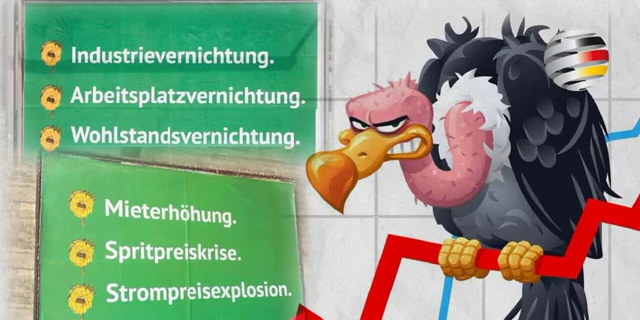 Industrievernichtung.
Arbeitsplatzvernichtung.
Wohlstandsvernichtung.
Mieterhöhung.
Spritpreiskrise.
Strompreisexplosion.